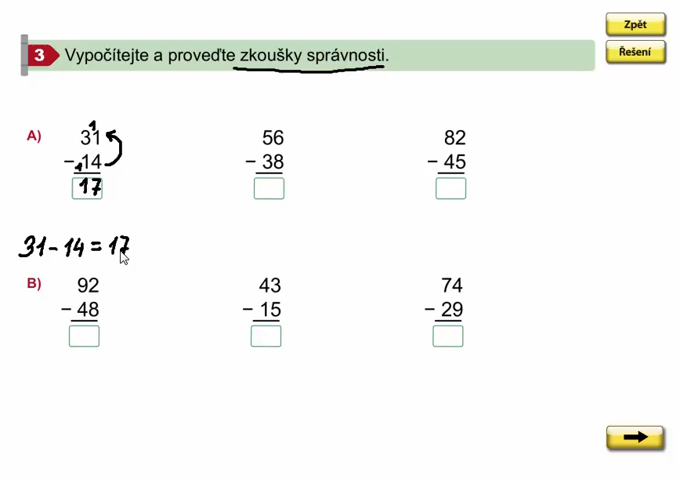 Zpět
3 Vypočítejte a proveďte zkoušky správnosti.
Řešení
1
A) 31 56 82
- 1 14 - 38 - 45
17
31 - 14 = 17
B) 92 43 74
- 48 - 15 - 29